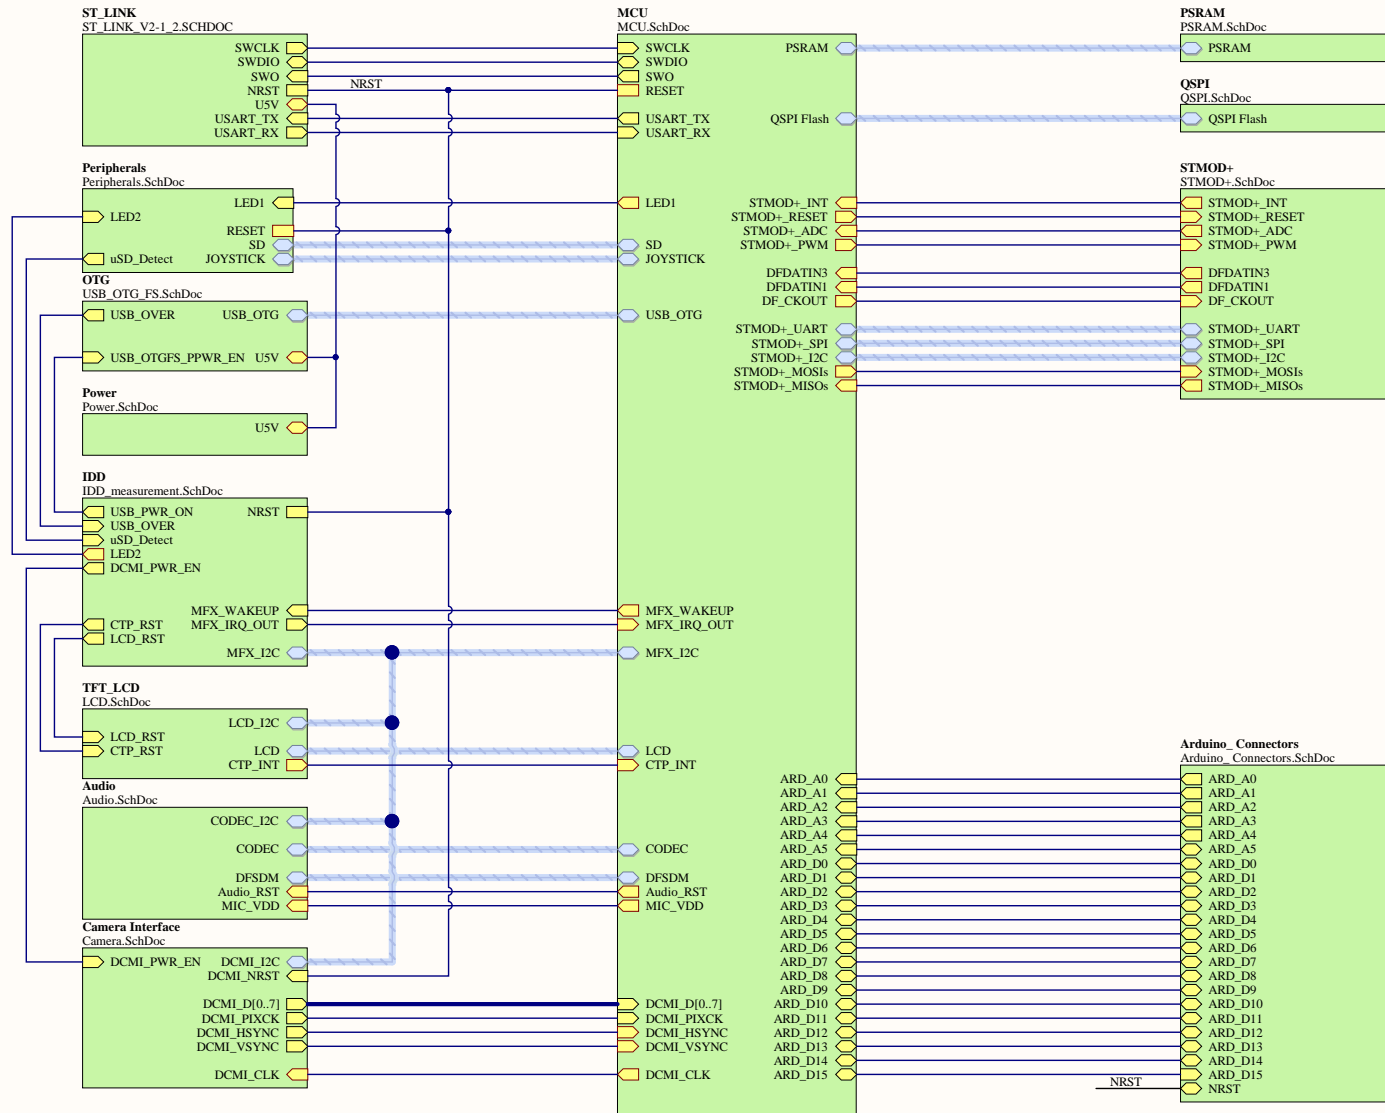 ST_LINK
ST_LINK_V2-1_2.SCHDOC
SWCLK
SWDIO
SWO
NRST
U5V
USART_TX
USART_RX
NRST
Peripherals
Peripherals.SchDoc
LED2
LED1
RESET
SD
uSD_Detect
JOYSTICK
OTG
USB_OTG_FS.SchDoc
USB_OVER
USB_OTG
USB_OTGFS_PPWR_EN
U5V
Power
Power.SchDoc
U5V
IDD
IDD_measurement.SchDoc
USB_PWR_ON
NRST
USB_OVER
uSD_Detect
LED2
DCMI_PWR_EN
MFX_WAKEUP
CTP_RST
MFX_IRQ_OUT
LCD_RST
MFX_I2C
TFT_LCD
LCD.SchDoc
LCD_I2C
LCD_RST
CTP_RST
LCD
CTP_INT
Audio
Audio.SchDoc
CODEC_I2C
CODEC
DFSDM
Audio_RST
MIC_VDD
Camera Interface
Camera.SchDoc
DCMI_PWR_EN
DCMI_I2C
DCMI_NRST
DCMI_D[0..7]
DCMI_PIXCK
DCMI_HSYNC
DCMI_VSYNC
DCMI_CLK
MCU
MCU.SchDoc
SWCLK
SWDIO
SWO
RESET
USART_TX
USART_RX
LED1
SD
JOYSTICK
USB_OTG
MFX_WAKEUP
MFX_IRQ_OUT
MFX_I2C
LCD
CTP_INT
CODEC
DFSDM
Audio_RST
MIC_VDD
DCMI_D[0..7]
DCMI_PIXCK
DCMI_HSYNC
DCMI_VSYNC
DCMI_CLK
PSRAM
QSPI Flash
STMOD+_INT
STMOD+_RESET
STMOD+_ADC
STMOD+_PWM
DFDATIN3
DFDATIN1
DF_CKOUT
STMOD+_UART
STMOD+_SPI
STMOD+_I2C
STMOD+_MOSIs
STMOD+_MISOs
ARD_A0
ARD_A1
ARD_A2
ARD_A3
ARD_A4
ARD_A5
ARD_D0
ARD_D1
ARD_D2
ARD_D3
ARD_D4
ARD_D5
ARD_D6
ARD_D7
ARD_D8
ARD_D9
ARD_D10
ARD_D11
ARD_D12
ARD_D13
ARD_D14
ARD_D15
PSRAM
PSRAM.SchDoc
PSRAM
QSPI
QSPI.SchDoc
QSPI Flash
STMOD+
STMOD+.SchDoc
STMOD+_INT
STMOD+_RESET
STMOD+_ADC
STMOD+_PWM
DFDATIN3
DFDATIN1
DF_CKOUT
STMOD+_UART
STMOD+_SPI
STMOD+_I2C
STMOD+_MOSIs
STMOD+_MISOs
Arduino_ Connectors
Arduino_ Connectors.SchDoc
ARD_A0
ARD_A1
ARD_A2
ARD_A3
ARD_A4
ARD_A5
ARD_D0
ARD_D1
ARD_D2
ARD_D3
ARD_D4
ARD_D5
ARD_D6
ARD_D7
ARD_D8
ARD_D9
ARD_D10
ARD_D11
ARD_D12
ARD_D13
ARD_D14
ARD_D15
NRST
NRST